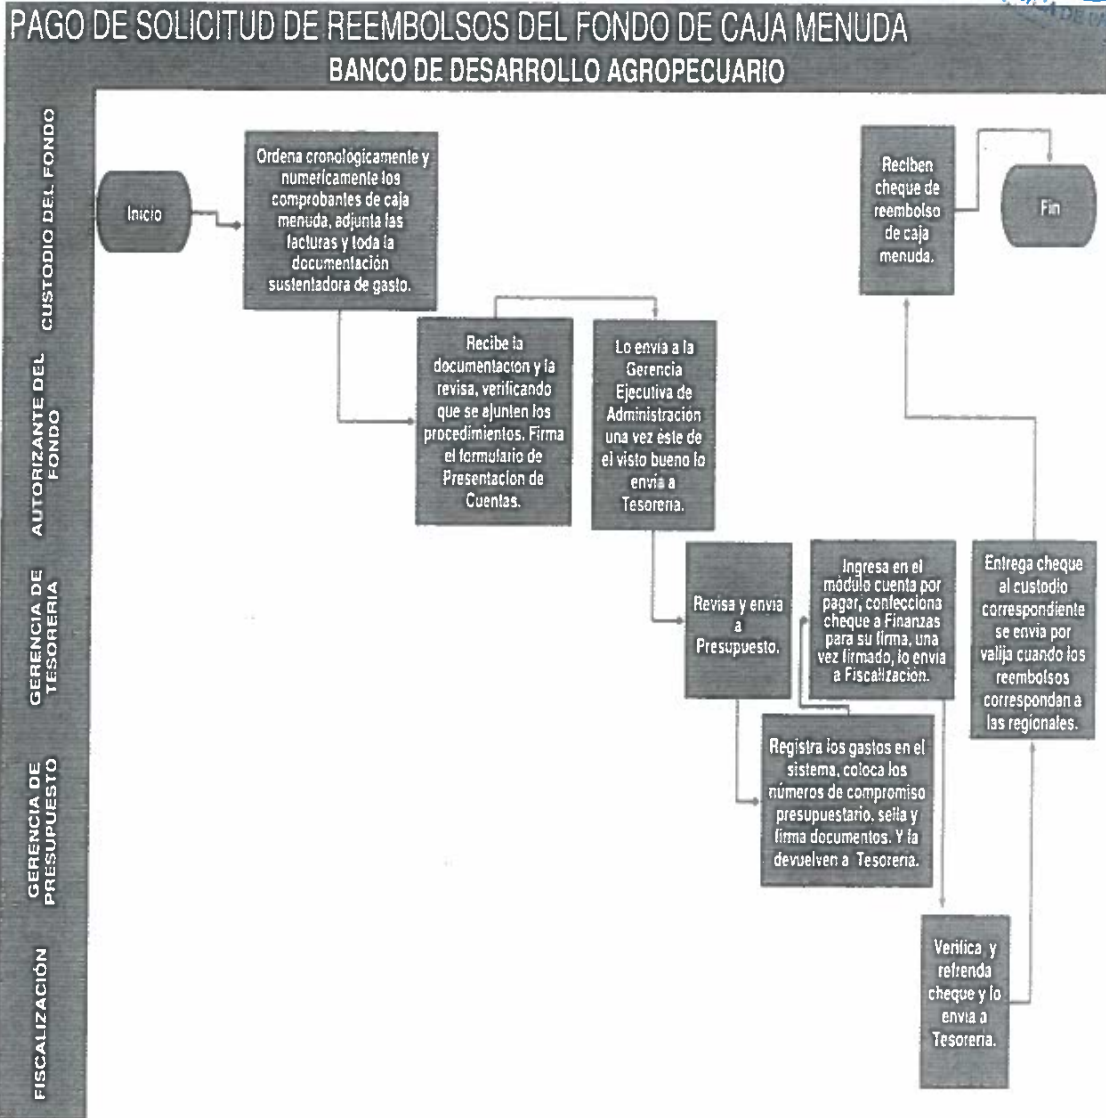 PAGO DE SOLICITUD DE REEMBOLSOS DEL FONDO DE CAJA MENUDA
BANCO DE DESARROLLO AGROPECUARIO
CUSTODIO DEL FONDO
Inicio
Ordena cronológicamente y
numericamente los
comprobantes de caja
menuda, adjunta las
facturas y toda la
documentación
sustentadora de gasto.
Reciben
cheque de
reembolso
de caja
menuda.
Fin
AUTORIZANTE DEL
FONDO
Recibe la
documentacion y la
revisa, verificando
que se ajunten los
procedimientos. Firma
el formulario de
Presentacion de
Cuentas.
Lo envia a la
Gerencia
Ejecutiva de
Administración
una vez éste de
el visto bueno lo
envia a
Tesoreria.
GERENCIA DE
TESORERIA
Revisa y envia
a
Presupuesto.
Ingresa en el
módulo cuenta por
pagar, confecciona
cheque a Finanzas
para su firma, una
vez firmado, lo envia
a Fiscalización.
Entrega cheque
al custodio
correspondiente
se envia por
valija cuando los
reembolsos
correspondan a
las regionales.
GERENCIA DE
PRESUPUESTO
Registra los gastos en el
sistema, coloca los
números de compromiso
presupuestario, sella y
firma documentos. Y la
devuelven a Tesoreria.
FISCALIZACIÓN
Verifica y
refrenda
cheque y lo
envia a
Tesoreria.